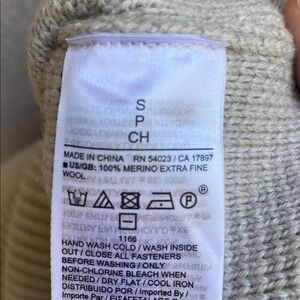 S
P
CH
MADE IN CHINA RN 54023 / CA 17897
■ US/GB: 100% MERINO EXTRA FINE
WOOL
P
1166
HAND WASH COLD / WASH INSIDE
OUT / CLOSE ALL FASTENERS
BEFORE WASHING / ONLY
NON-CHLORINE BLEACH WHEN
NEEDED / DRY FLAT / COOL IRON
DISTRIBUIDO POR / Imported By /
Importe Par /